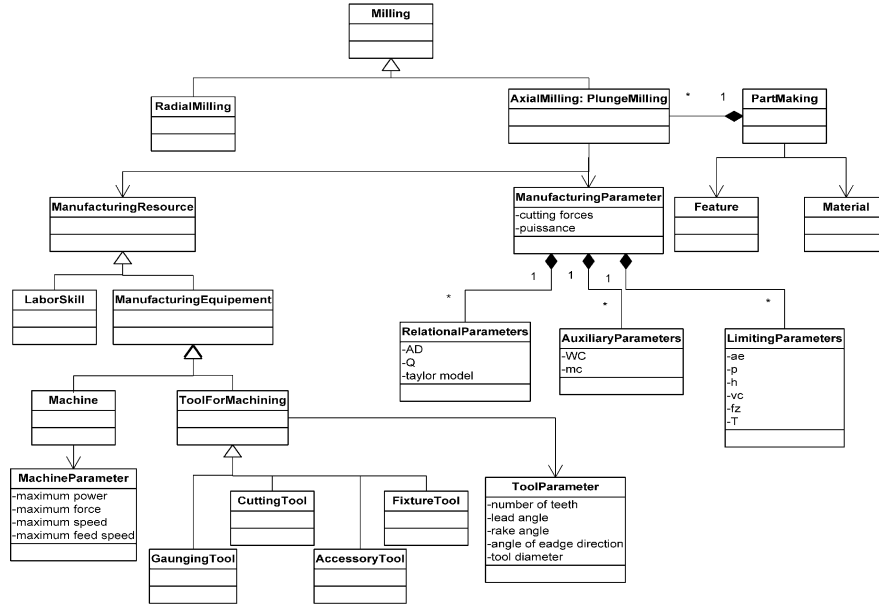 Milling
RadialMilling
AxialMilling: PlungeMilling
*
1
PartMaking
ManufacturingResource
ManufacturingParameter
-cutting forces
-puissance
Feature
Material
1
1
1
*
*
*
LaborSkill
ManufacturingEquipement
RelationalParameters
-AD
-Q
-taylor model
AuxiliaryParameters
-WC
-mc
LimitingParameters
-ae
-p
-h
-vc
-fz
-T
Machine
ToolForMachining
MachineParameter
-maximum power
-maximum force
-maximum speed
-maximum feed speed
CuttingTool
FixtureTool
ToolParameter
-number of teeth
-lead angle
-rake angle
-angle of eadge direction
-tool diameter
GaungingTool
AccessoryTool